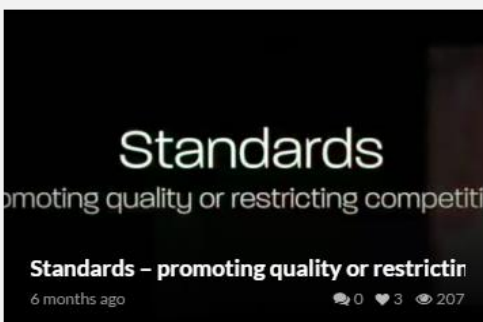 Standards
omoting quality or restricting competiti
Standards – promoting quality or restrictin
6 months ago 0 3 207